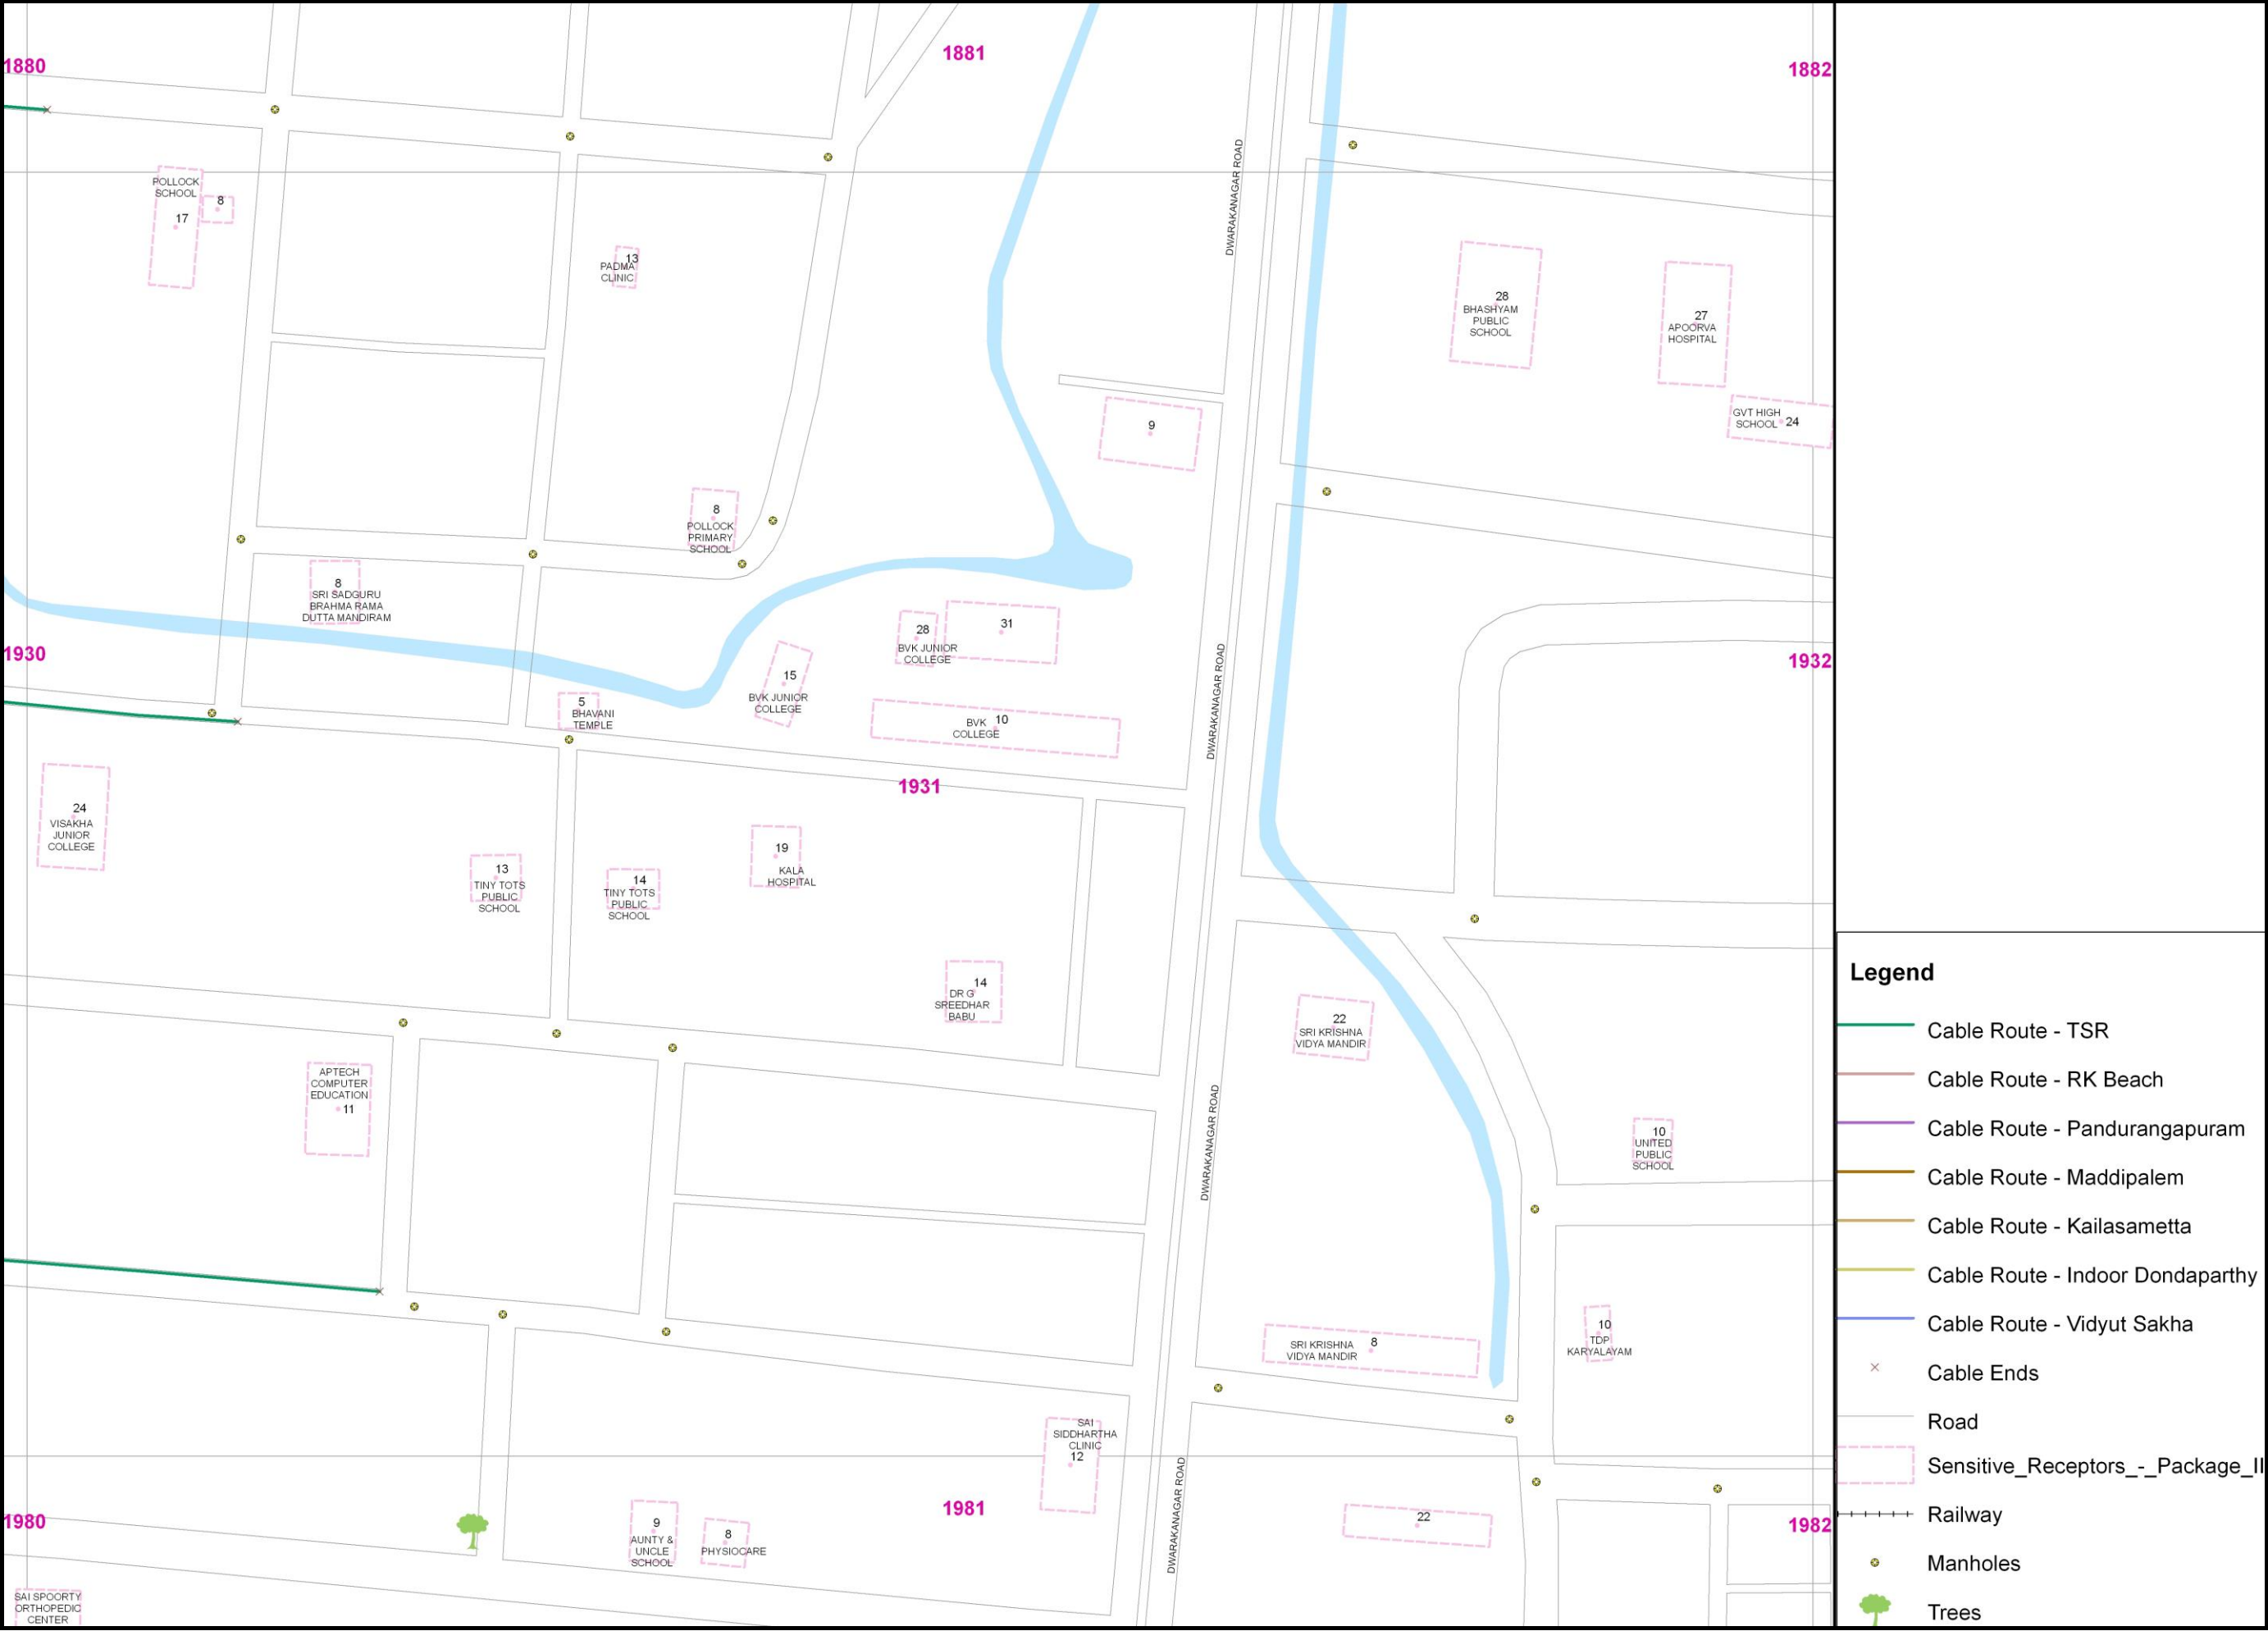 1880
1881
1882
DWARAKANAGAR ROAD
POLLOCK
SCHOOL
17
8
13
PADMA
CLINIC
28
BHASHYAM
PUBLIC
SCHOOL
27
APOORVA
HOSPITAL
GVT HIGH
SCHOOL 24
9
8
POLLOCK
PRIMARY
SCHOOL
8
SRI SADGURU
BRAHMA RAMA
DUTTA MANDIRAM
1930
28
BVK JUNIOR
COLLEGE
31
15
BVK JUNIOR
COLLEGE
5
BHAVANI
TEMPLE
BVK 10
COLLEGE
DWARAKANAGAR ROAD
1932
1931
24
VISAKHA
JUNIOR
COLLEGE
13
TINY TOTS
PUBLIC
SCHOOL
14
TINY TOTS
PUBLIC
SCHOOL
19
KALA
HOSPITAL
14
DR G
SREEDHAR
BABU
22
SRI KRISHNA
VIDYA MANDIR
APTECH
COMPUTER
EDUCATION
11
DWARAKANAGAR ROAD
10
UNITED
PUBLIC
SCHOOL
SRI KRISHNA 8
VIDYA MANDIR
10
TDP
KARYALAYAM
SAI
SIDDHARTHA
CLINIC
12
1980
1981
1982
DWARAKANAGAR ROAD
9
AUNTY &
UNCLE
SCHOOL
8
PHYSIOCARE
22
SAI SPOORTY
ORTHOPEDIC
CENTER
Legend
Cable Route - TSR
Cable Route - RK Beach
Cable Route - Pandurangapuram
Cable Route - Maddipalem
Cable Route - Kailasametta
Cable Route - Indoor Dondaparthy
Cable Route - Vidyut Sakha
Cable Ends
Road
Sensitive_Receptors_-_Package_II
Railway
Manholes
Trees